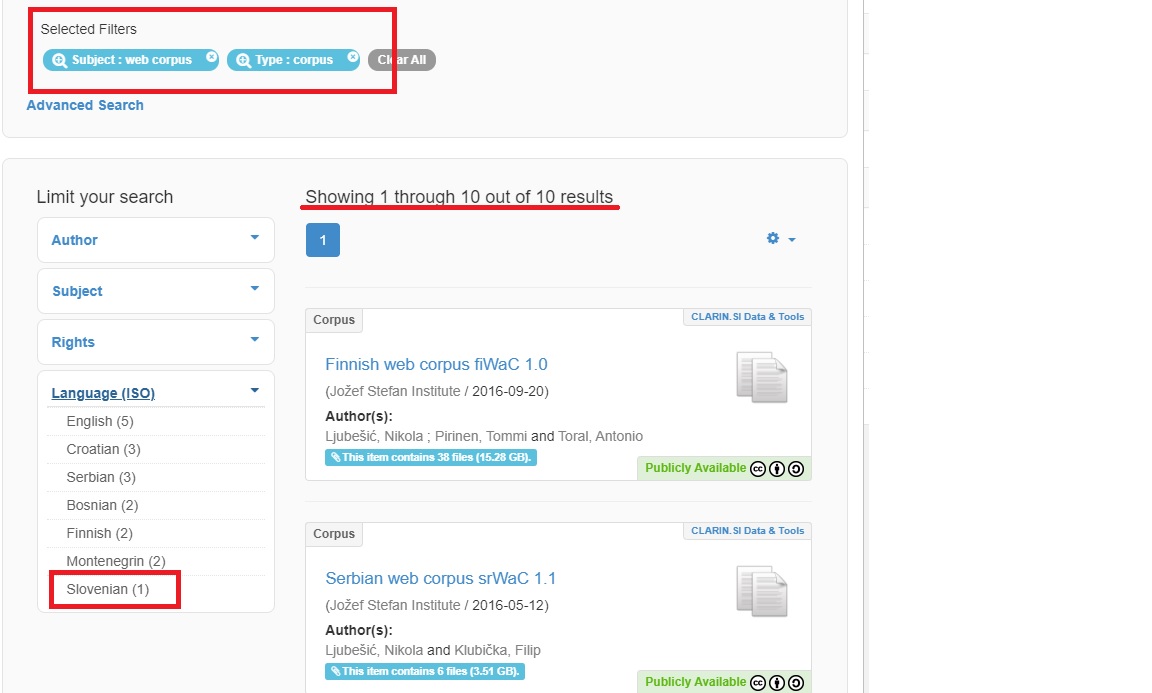 Selected Filters
Subject : web corpus
Type : corpus
Clear All
Advanced Search
Limit your search
Author
Subject
Rights
Language (ISO)
English (5)
Croatian (3)
Serbian (3)
Bosnian (2)
Finnish (2)
Montenegrin (2)
Slovenian (1)
Showing 1 through 10 out of 10 results
1
Corpus
CLARIN.SI Data & Tools
Finnish web corpus fiWaC 1.0
(Jožef Stefan Institute / 2016-09-20)
Author(s):
Ljubešić, Nikola ; Pirinen, Tommi and Toral, Antonio
This item contains 38 files (15.28 GB).
Publicly Available
Corpus
CLARIN.SI Data & Tools
Serbian web corpus srWaC 1.1
(Jožef Stefan Institute / 2016-05-12)
Author(s):
Ljubešić, Nikola and Klubička, Filip
This item contains 6 files (3.51 GB).
Publicly Available